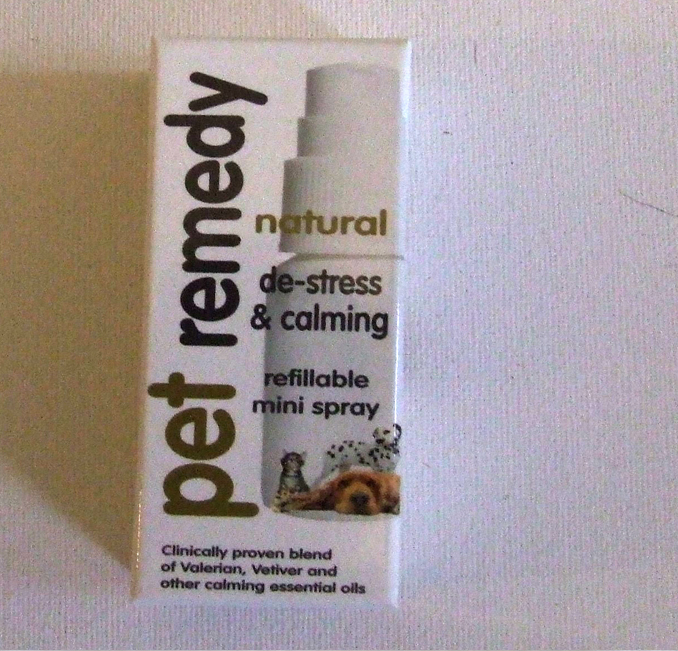 pet remedy
natural
de-stress
& calming
refillable
mini spray
Clinically proven blend
of Valerian, Vetiver and
other calming essential oils